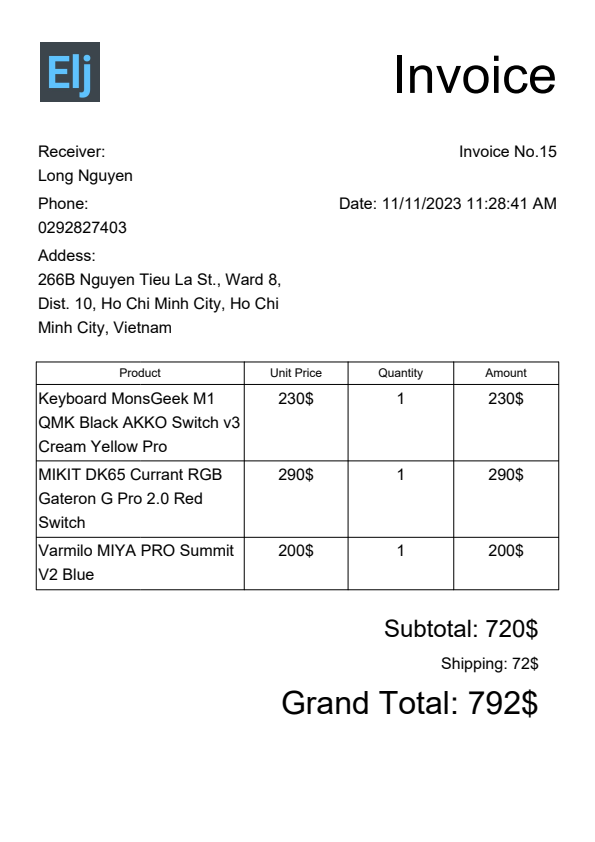 Elj
Invoice
Receiver:
Long Nguyen
Invoice No.15
Phone:
0292827403
Date: 11/11/2023 11:28:41 AM
Addess:
266B Nguyen Tieu La St., Ward 8,
Dist. 10, Ho Chi Minh City, Ho Chi
Minh City, Vietnam
Product Unit Price Quantity Amount
Keyboard MonsGeek M1 230$ 1 230$
QMK Black AKKO Switch v3
Cream Yellow Pro
MIKIT DK65 Currant RGB 290$ 1 290$
Gateron G Pro 2.0 Red
Switch
Varmilo MIYA PRO Summit 200$ 1 200$
V2 Blue
Subtotal: 720$
Shipping: 72$
Grand Total: 792$